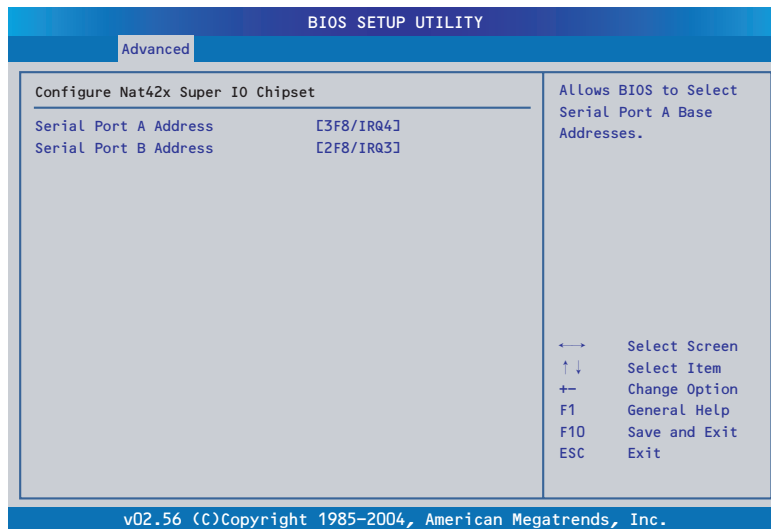 BIOS SETUP UTILITY
Advanced
Configure Nat42x Super IO Chipset
Serial Port A Address [3F8/IRQ4]
Serial Port B Address [2F8/IRQ3]
Allows BIOS to Select
Serial Port A Base
Addresses.
←→ Select Screen
↑↓ Select Item
+- Change Option
F1 General Help
F10 Save and Exit
ESC Exit
v02.56 (C)Copyright 1985-2004, American Megatrends, Inc.